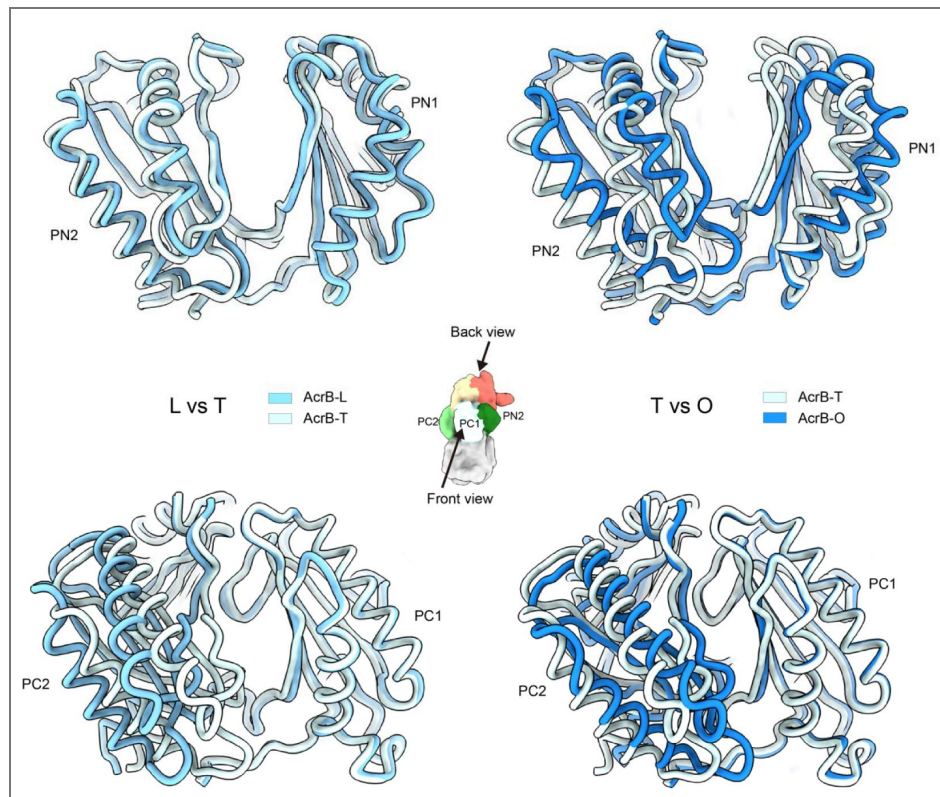 PN1
PN2
PN1
PN2
Back view
L vs T
AcrB-L
AcrB-T
PC2
PC1
PN2
T vs O
AcrB-T
AcrB-O
Front view
PC1
PC2
PC1
PC2